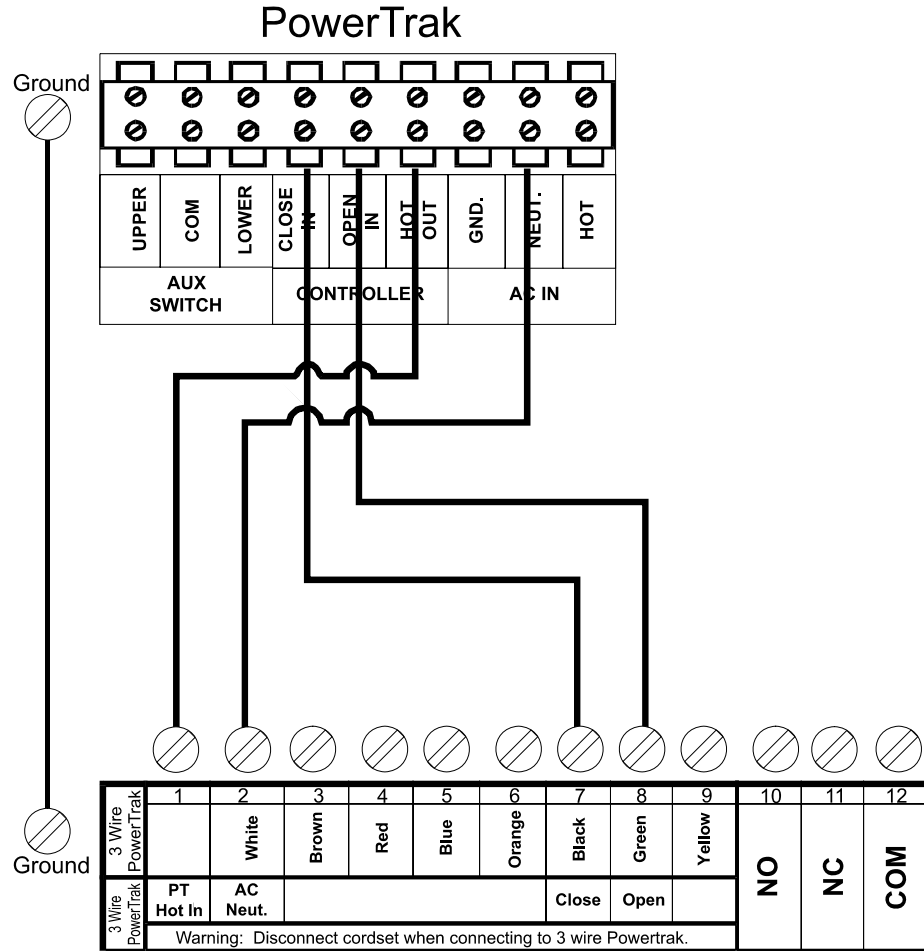 PowerTrak
Ground
UPPER
COM
LOWER
CLOSE
IN
OPEN
IN
HOT
OUT
GND.
NEUT.
HOT
AUX
SWITCH
CONTROLLER
AC IN
Ground
3 Wire
PowerTrak
1 2 3 4 5 6 7 8 9 10 11 12
White
Brown
Red
Blue
Orange
Black
Green
Yellow
NO
NC
COM
3 Wire
PowerTrak
PT
Hot In
AC
Neut.
Close
Open
Warning: Disconnect cordset when connecting to 3 wire Powertrak.